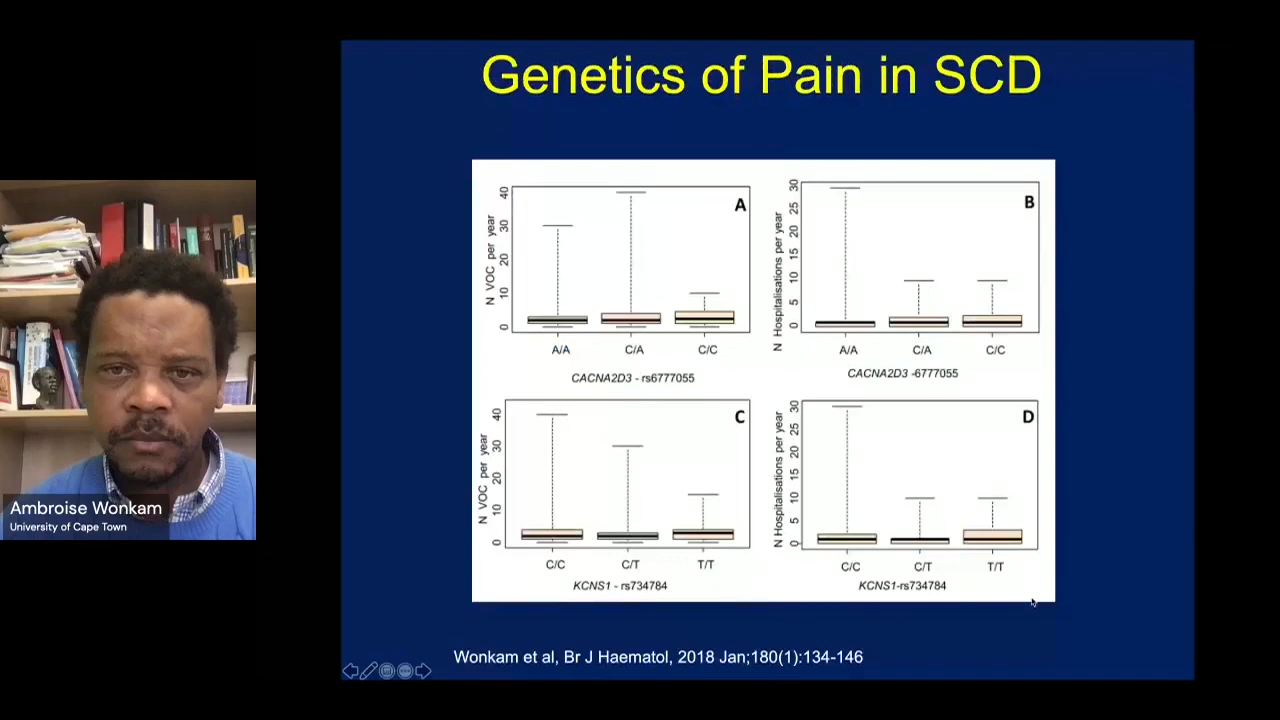 Genetics of Pain in SCD
A
N VOC per year
0 10 20 30 40
A/A C/A C/C
CACNA2D3 - rs6777055
B
N Hospitalisations per year
0 5 10 15 20 25 30
A/A C/A C/C
CACNA2D3 -6777055
C
N VOC per year
0 10 20 30 40
C/C C/T T/T
KCNS1 - rs734784
D
N Hospitalisations per year
0 5 10 15 20 25 30
C/C C/T T/T
KCNS1-rs734784
Wonkam et al, Br J Haematol, 2018 Jan;180(1):134-146
Ambroise Wonkam
University of Cape Town